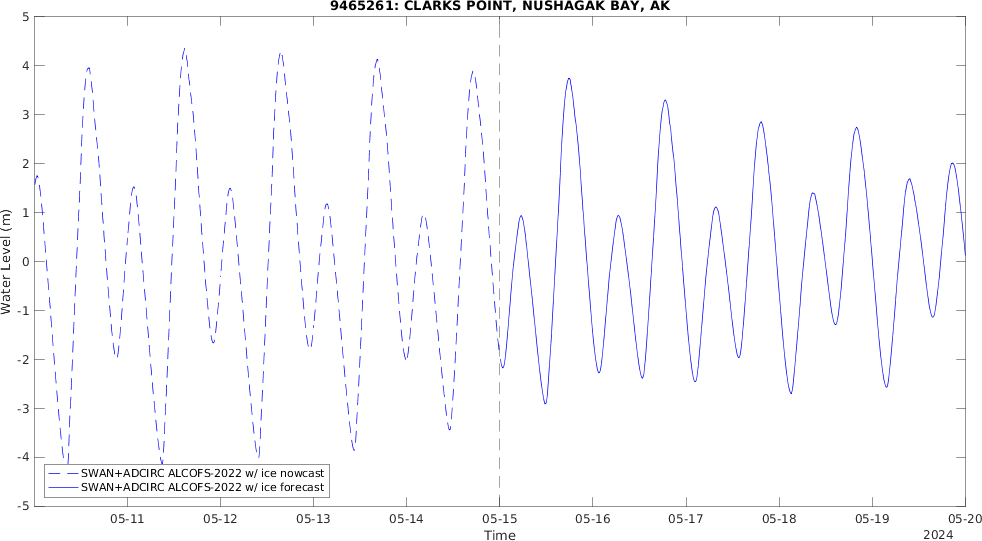 9465261: CLARKS POINT, NUSHAGAK BAY, AK
5
4
3
2
1
0
-1
-2
-3
-4
-5
Water Level (m)
SWAN+ADCIRC ALCOFS-2022 w/ ice nowcast
SWAN+ADCIRC ALCOFS-2022 w/ ice forecast
05-11 05-12 05-13 05-14 05-15 05-16 05-17 05-18 05-19 05-20
Time
2024